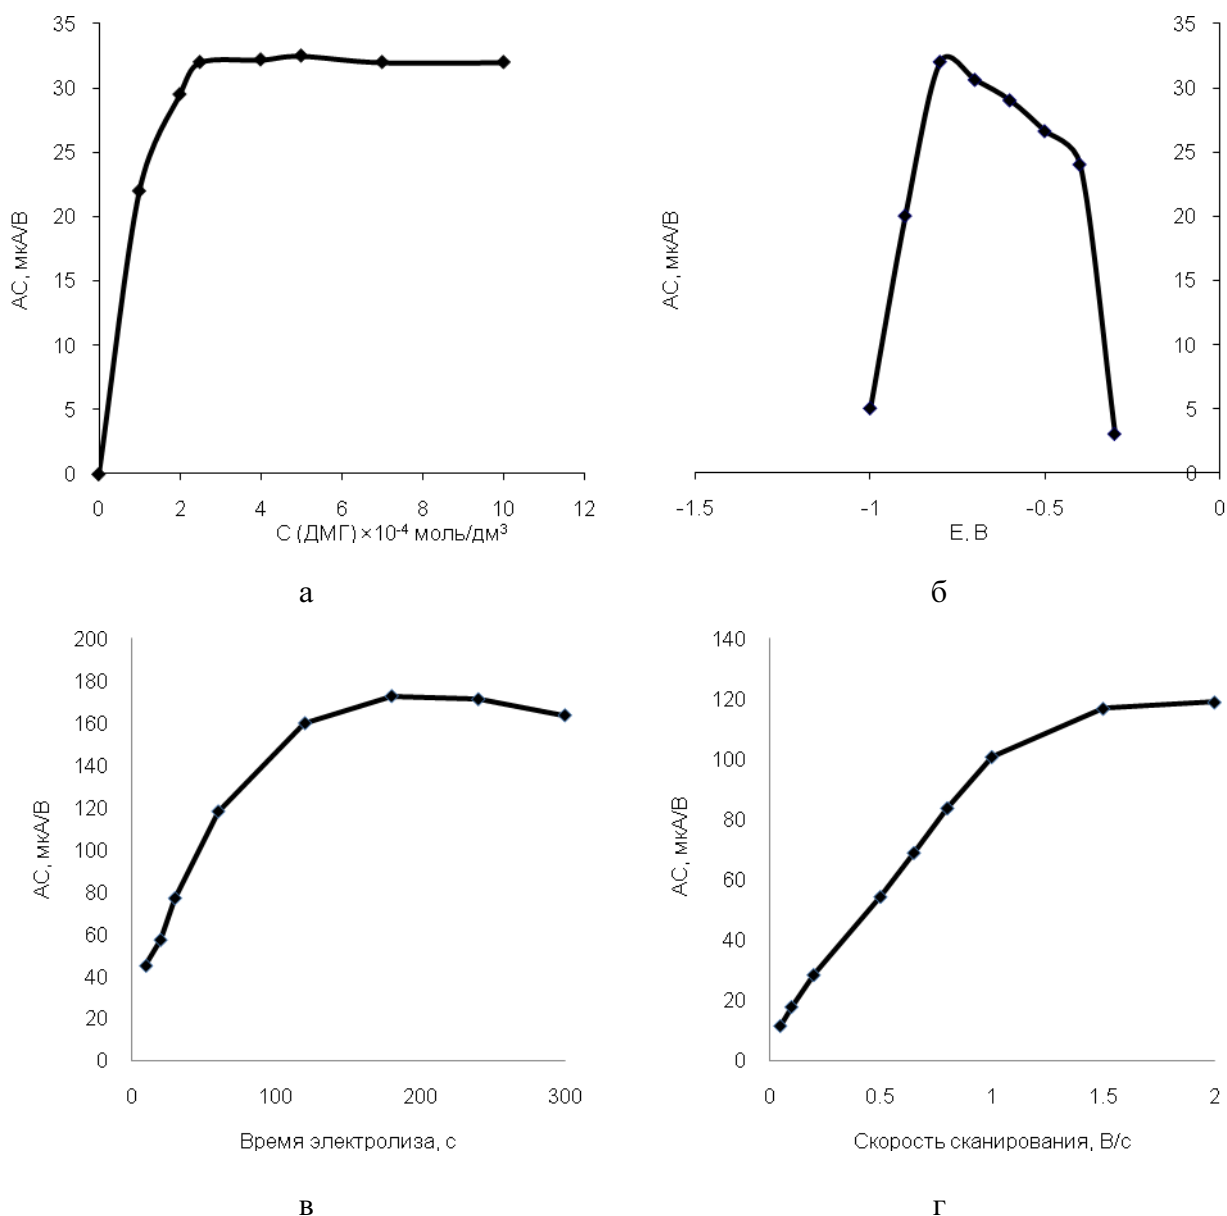 35
30
25
20
15
10
5
0
АС, мкА/В
0 2 4 6 8 10 12
С (ДМГ) ×10⁻⁴ моль/дм³
а
35
30
25
20
15
10
5
0
АС, мкА/В
-1.5 -1 -0.5 0
Е, В
б
200
180
160
140
120
100
80
60
40
20
0
АС, мкА/В
0 100 200 300
Время электролиза, с
в
140
120
100
80
60
40
20
0
АС, мкА/В
0 0.5 1 1.5 2
Скорость сканирования, В/с
г